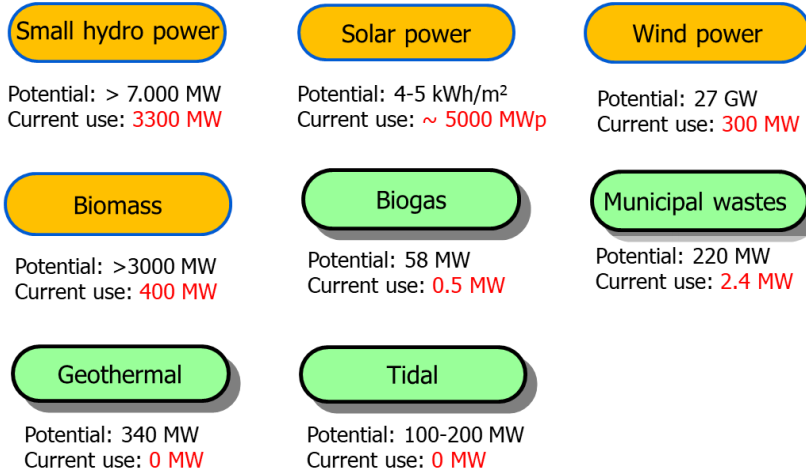 Small hydro power
Potential: > 7.000 MW
Current use: 3300 MW
Solar power
Potential: 4-5 kWh/m²
Current use: ~ 5000 MWp
Wind power
Potential: 27 GW
Current use: 300 MW
Biomass
Potential: >3000 MW
Current use: 400 MW
Biogas
Potential: 58 MW
Current use: 0.5 MW
Municipal wastes
Potential: 220 MW
Current use: 2.4 MW
Geothermal
Potential: 340 MW
Current use: 0 MW
Tidal
Potential: 100-200 MW
Current use: 0 MW